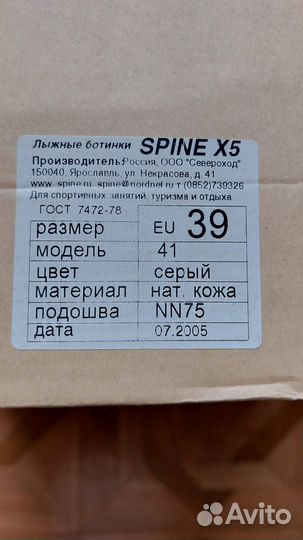 Лыжные ботинки SPINE X5
Производитель:Россия, ООО "Североход"
150040, Ярославль, ул. Некрасова, д. 41
www. spine.ru spine@nordnet.ru т (0852)739326
Для спортивных занятий, туризма и отдыха
ГОСТ 7472-78
размер EU 39
модель 41
цвет серый
материал нат. кожа
подошва NN75
дата 07.2005
Avito